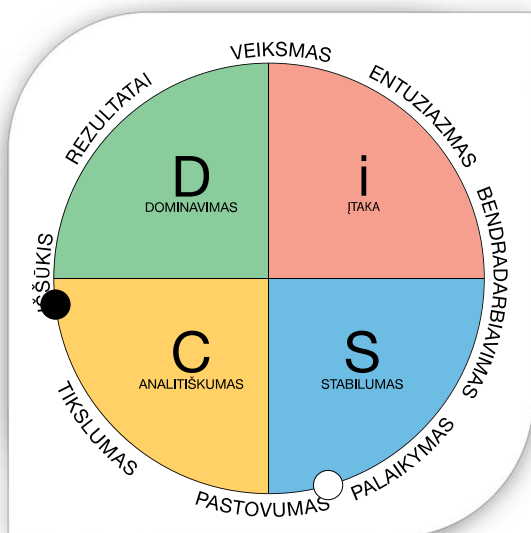 VEIKSMAS
REZULTATAI
ENTUZIAZMAS
D
DOMINAVIMAS
i
ĮTAKA
BENDRADARBIAVIMAS
IŠŠŪKIS
C
ANALITIŠKUMAS
S
STABILUMAS
TIKSLUMAS
PALAIKYMAS
PASTOVUMAS